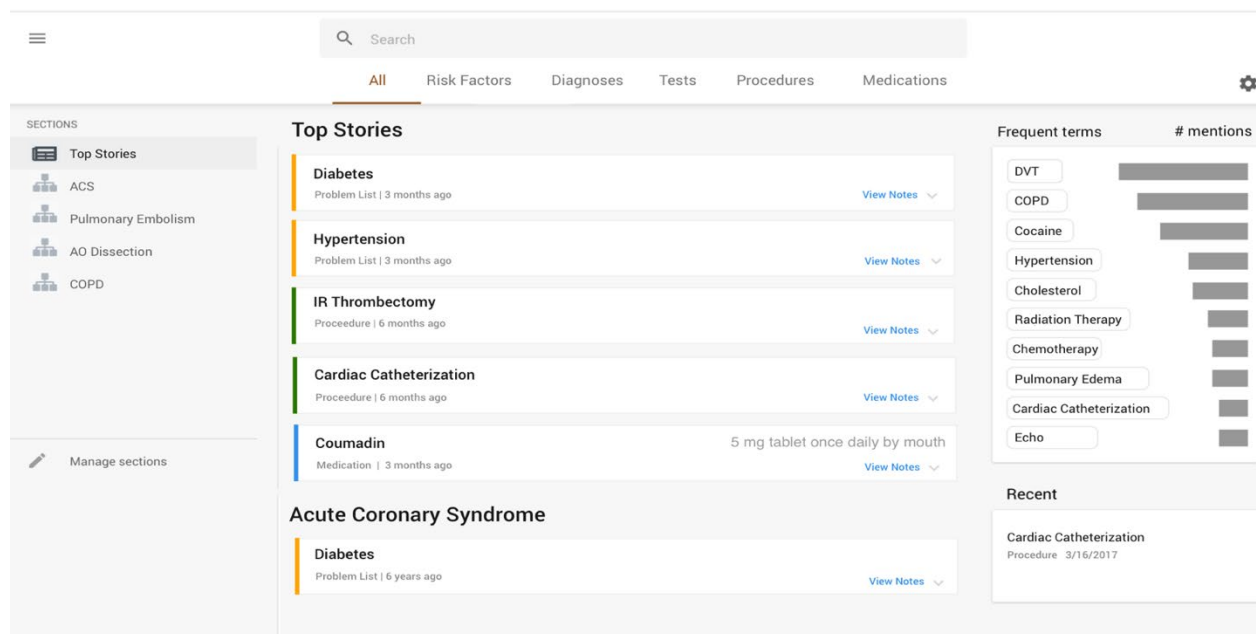 Search
All Risk Factors Diagnoses Tests Procedures Medications
SECTIONS
Top Stories
ACS
Pulmonary Embolism
AO Dissection
COPD
Manage sections
Top Stories
Diabetes
Problem List | 3 months ago
View Notes
Hypertension
Problem List | 3 months ago
View Notes
IR Thrombectomy
Proceedure | 6 months ago
View Notes
Cardiac Catheterization
Proceedure | 6 months ago
View Notes
Coumadin 5 mg tablet once daily by mouth
Medication | 3 months ago
View Notes
Acute Coronary Syndrome
Diabetes
Problem List | 6 years ago
View Notes
Frequent terms # mentions
DVT
COPD
Cocaine
Hypertension
Cholesterol
Radiation Therapy
Chemotherapy
Pulmonary Edema
Cardiac Catheterization
Echo
Recent
Cardiac Catheterization
Procedure 3/16/2017